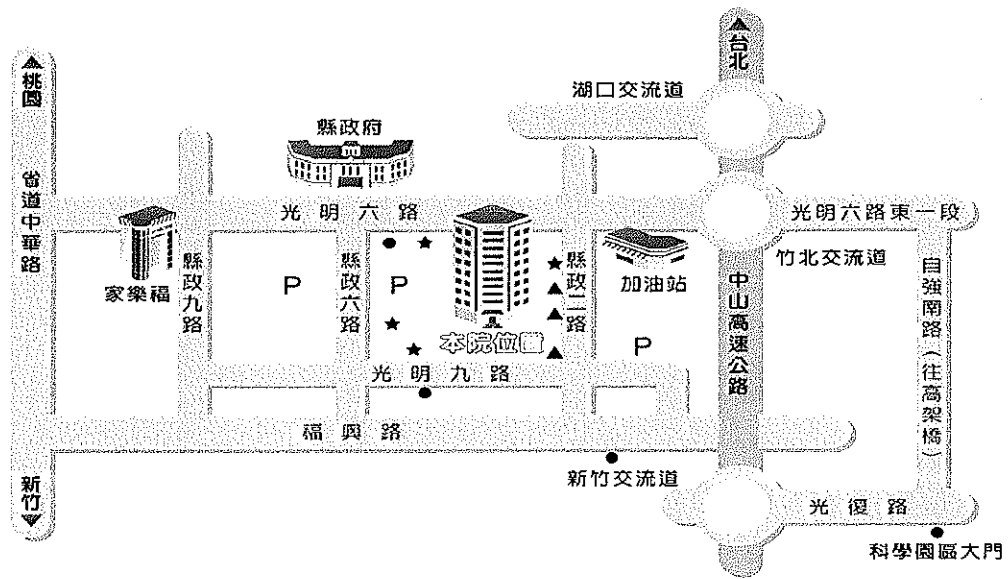 ▲台北
▲桃園
湖口交流道
縣政府
省道中華路
光明六路
光明六路東一段
竹北交流道
家樂福
縣政九路
P
縣政六路
P
縣政二路
加油站
中山高速公路
自強南路(往高架橋)
本院位置
P
光明九路
福興路
新竹交流道
新竹▼
光復路
科學園區大門